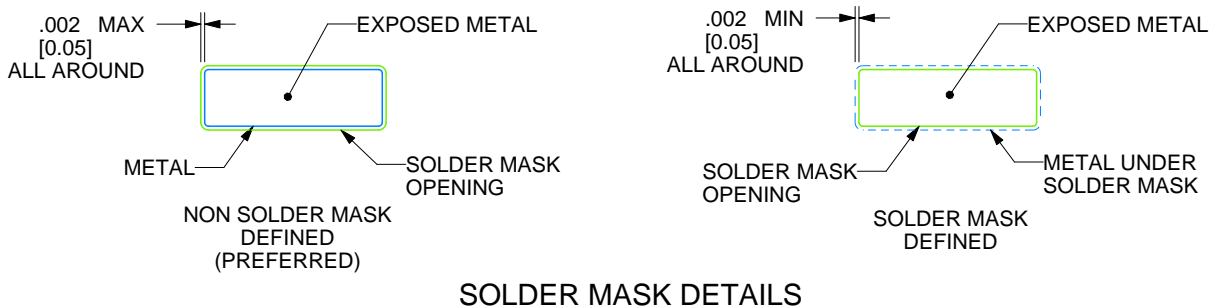 .002 MAX
[0.05]
ALL AROUND
EXPOSED METAL
METAL
SOLDER MASK
OPENING
NON SOLDER MASK
DEFINED
(PREFERRED)
.002 MIN
[0.05]
ALL AROUND
EXPOSED METAL
SOLDER MASK
OPENING
METAL UNDER
SOLDER MASK
SOLDER MASK
DEFINED
SOLDER MASK DETAILS